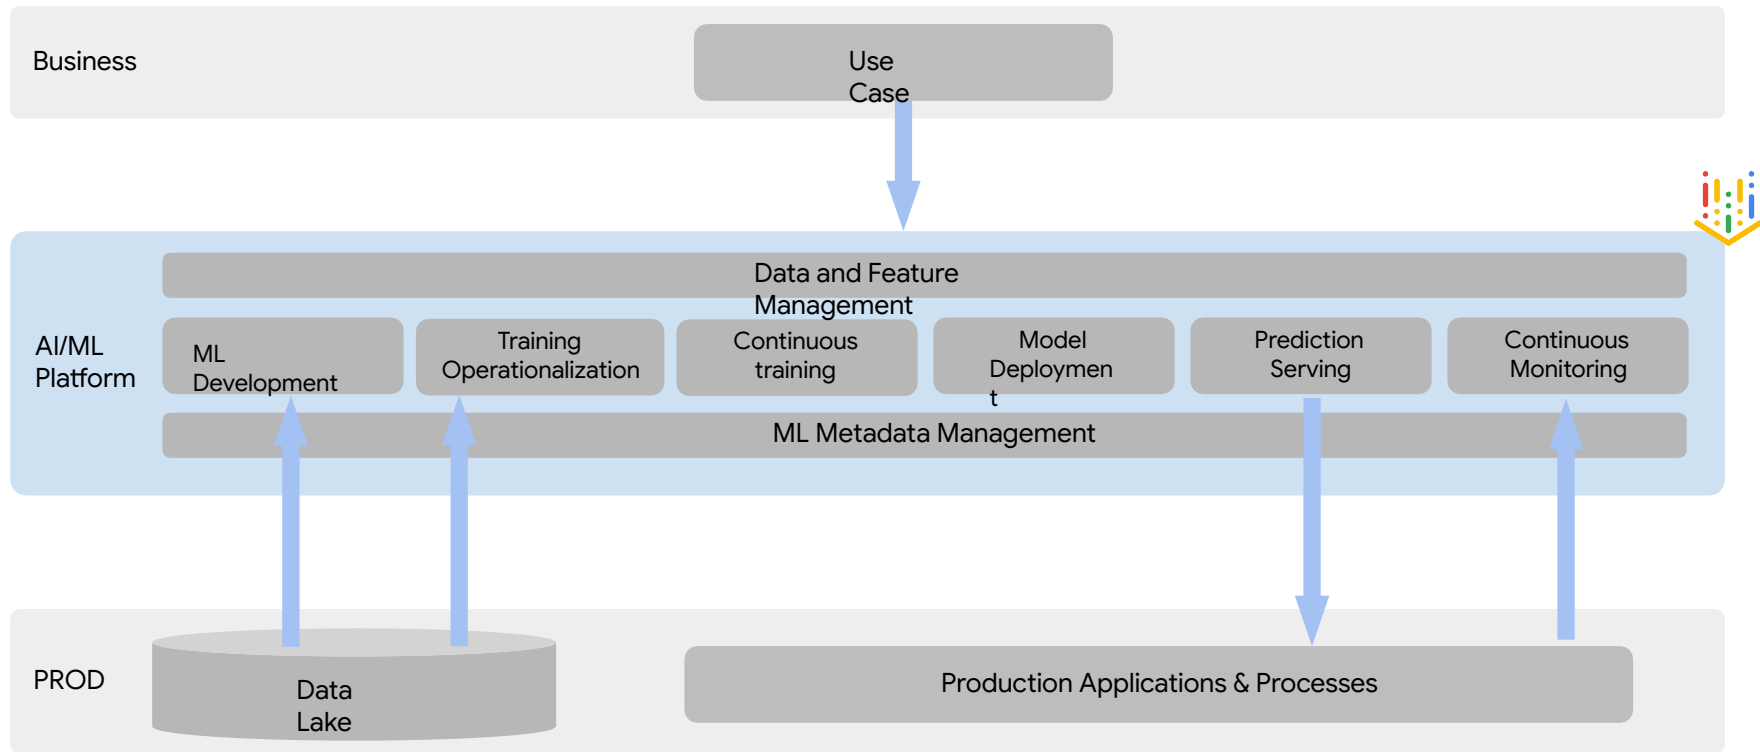 Business
Use
Case
Data and Feature
Management
AI/ML
Platform
ML
Development
Training
Operationalization
Continuous
training
Model
Deploymen
t
Prediction
Serving
Continuous
Monitoring
ML Metadata Management
PROD
Data
Lake
Production Applications & Processes